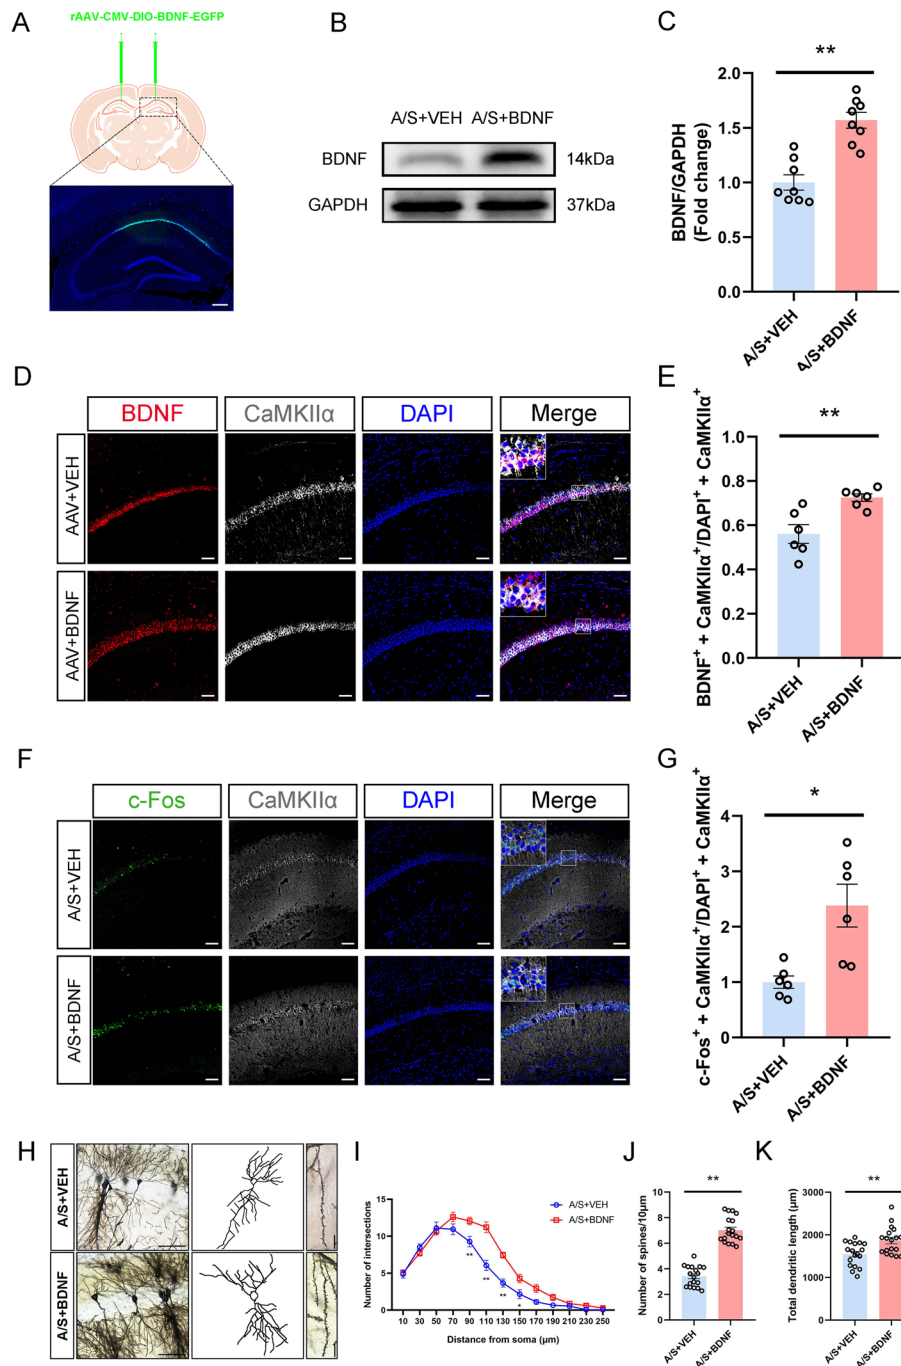 A
rAAV-CMV-DIO-BDNF-EGFP
B
A/S+VEH A/S+BDNF
BDNF
14kDa
GAPDH
37kDa
C
**
BDNF/GAPDH
(Fold change)
2.0
1.5
1.0
0.5
0.0
A/S+VEH
A/S+BDNF
D
BDNF
CaMKIIα
DAPI
Merge
AAV+VEH
AAV+BDNF
E
**
BDNF⁺ + CaMKIIα⁺/DAPI⁺ + CaMKIIα⁺
1.0
0.8
0.6
0.4
0.2
0.0
A/S+VEH
A/S+BDNF
F
c-Fos
CaMKIIα
DAPI
Merge
A/S+VEH
A/S+BDNF
G
*
c-Fos⁺ + CaMKIIα⁺/DAPI⁺ + CaMKIIα⁺
4
3
2
1
0
A/S+VEH
A/S+BDNF
H
A/S+VEH
A/S+BDNF
I
A/S+VEH
A/S+BDNF
Number of intersections
15
10
5
0
**
**
**
*
10 30 50 70 90 110 130 150 170 190 210 230 250
Distance from soma (μm)
J
**
Number of spines/10μm
10
8
6
4
2
0
A/S+VEH
A/S+BDNF
K
**
Total dendritic length (μm)
3000
2000
1000
0
A/S+VEH
A/S+BDNF